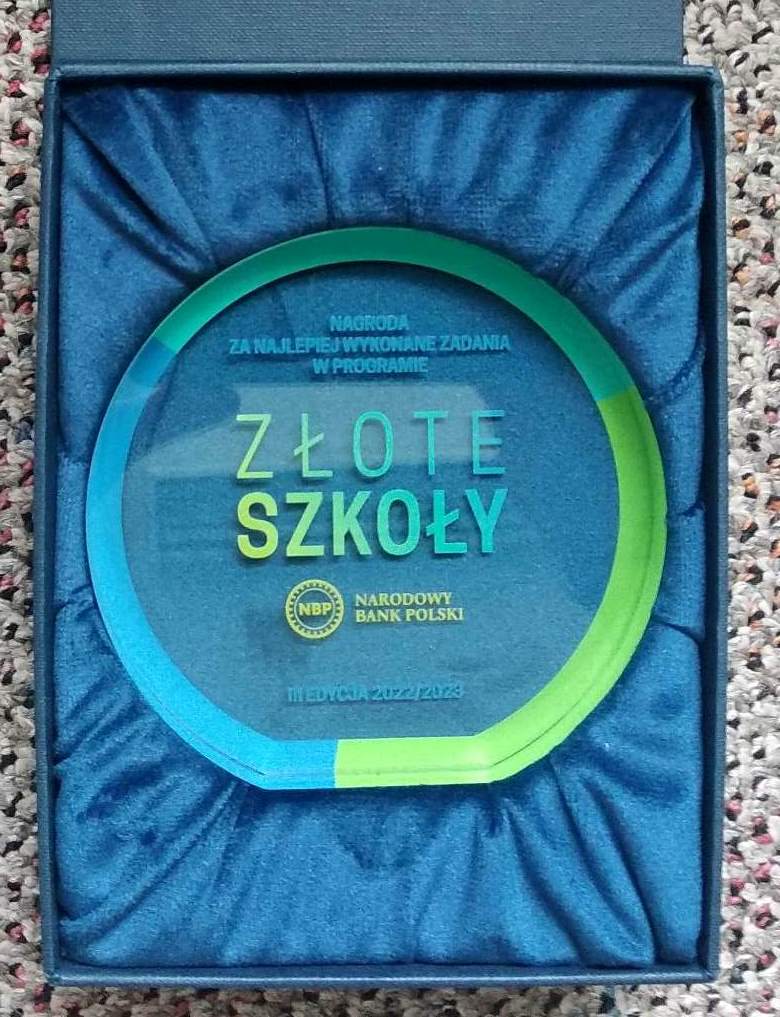 NAGRODA
ZA NAJLEPIEJ WYKONANE ZADANIA
W PROGRAMIE
ZŁOTE
SZKOŁY
NBP
NARODOWY
BANK POLSKI
III EDYCJA 2022/2023